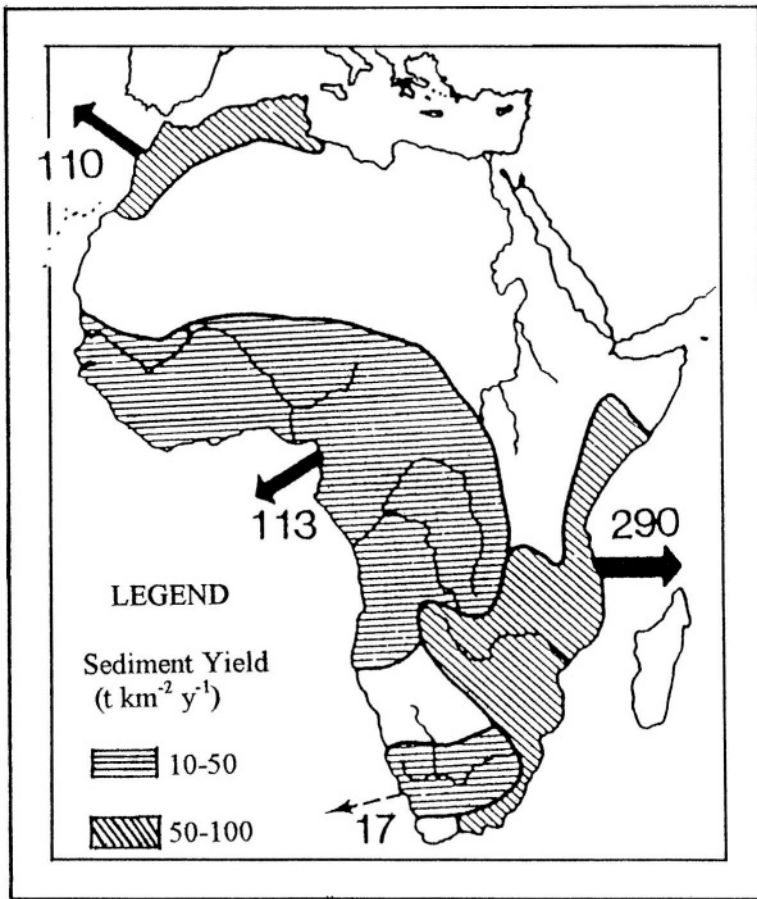 110
113
290
LEGEND
Sediment Yield
(t km⁻² y⁻¹)
10-50
50-100
17